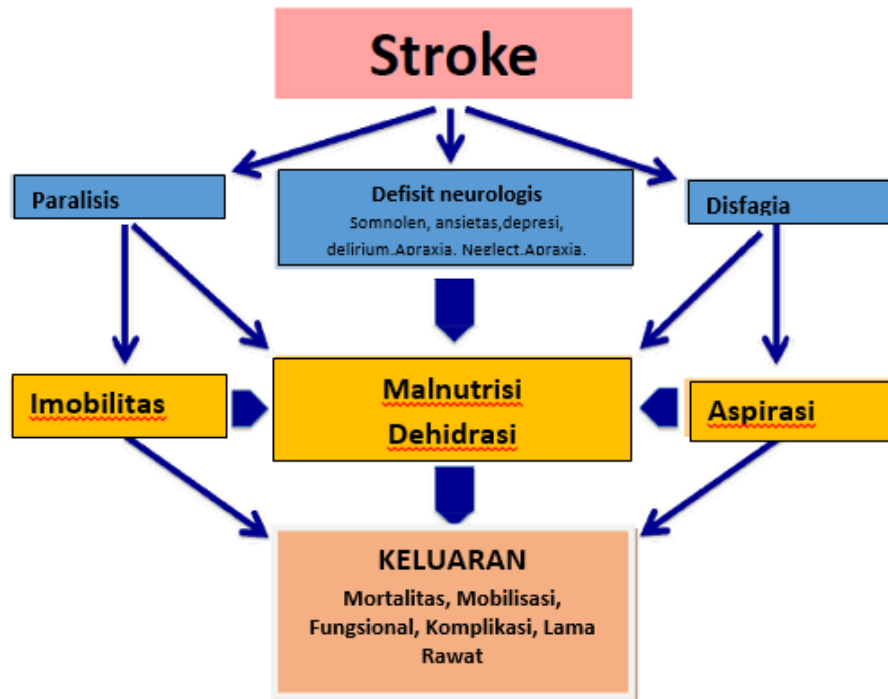 Stroke
Paralisis
Defisit neurologis
Somnolen, ansietas,depresi,
delirium.Apraxia. Neglect.Apraxia.
Disfagia
Imobilitas
Malnutrisi
Dehidrasi
Aspirasi
KELUARAN
Mortalitas, Mobilisasi,
Fungsional, Komplikasi, Lama
Rawat